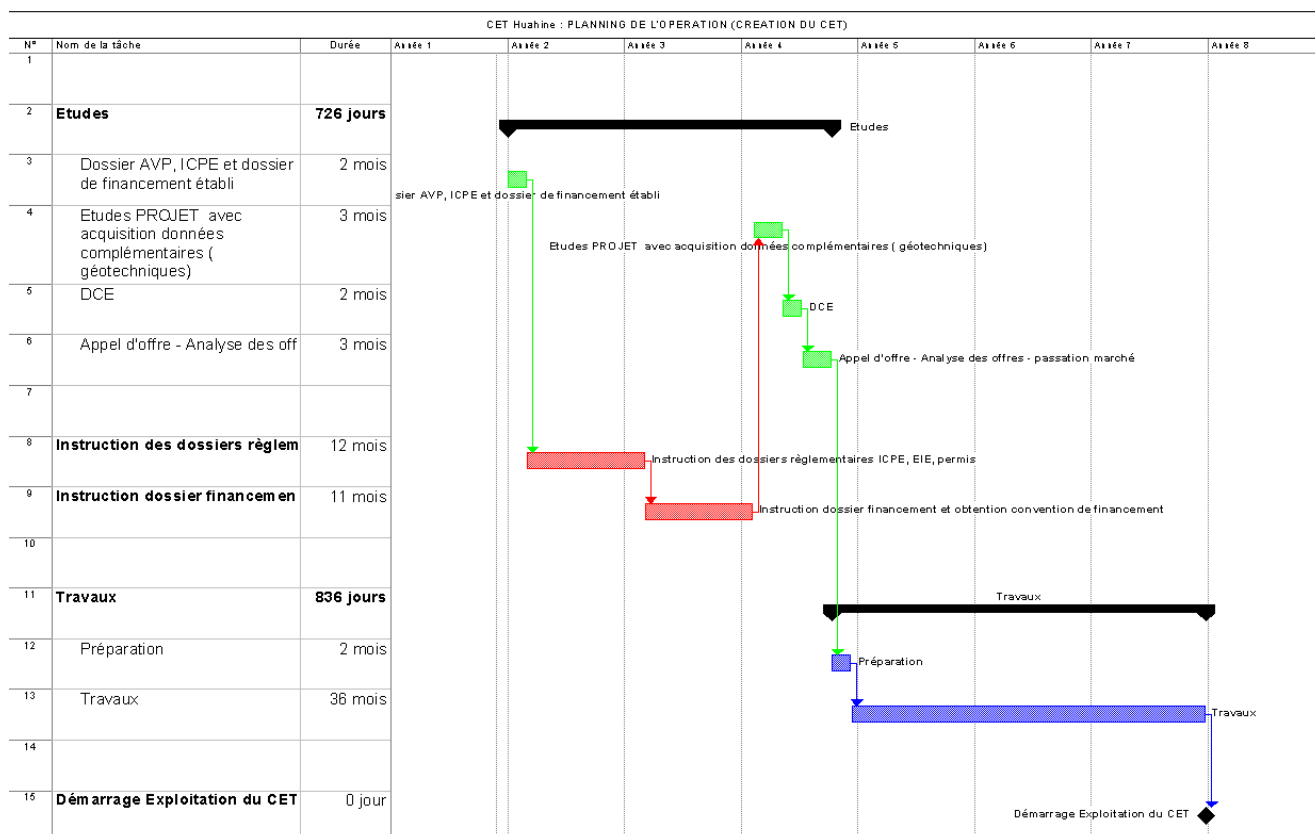 CET Huahine : PLANNING DE L'OPERATION (CREATION DU CET)
N° Nom de la tâche Durée Année 1 Année 2 Année 3 Année 4 Année 5 Année 6 Année 7 Année 8
1
2 Etudes 726 jours
Etudes
3 Dossier AVP, ICPE et dossier 2 mois
de financement établi
sier AVP, ICPE et dossier de financement établi
4 Etudes PROJET avec 3 mois
acquisition données
complémentaires (
géotechniques)
Etudes PROJET avec acquisition données complémentaires ( géotechniques)
5 DCE 2 mois
DCE
6 Appel d'offre - Analyse des off 3 mois
Appel d'offre - Analyse des offres - passation marché
7
8 Instruction des dossiers règlem 12 mois
Instruction des dossiers règlementaires ICPE, EIE, permis
9 Instruction dossier financemen 11 mois
Instruction dossier financement et obtention convention de financement
10
11 Travaux 836 jours
Travaux
12 Préparation 2 mois
Préparation
13 Travaux 36 mois
Travaux
14
15 Démarrage Exploitation du CET 0 jour
Démarrage Exploitation du CET